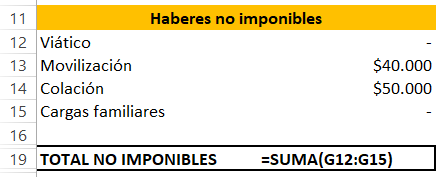 11 Haberes no imponibles
12 Viático -
13 Movilización $40.000
14 Colación $50.000
15 Cargas familiares -
16
19 TOTAL NO IMPONIBLES =SUMA(G12:G15)